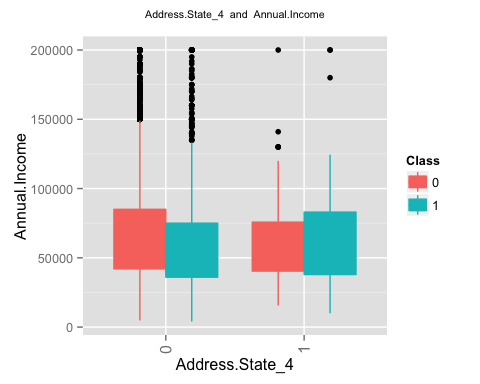 Address.State_4 and Annual.Income
200000
150000
100000
50000
0
Annual.Income
0
1
Address.State_4
Class
0
1